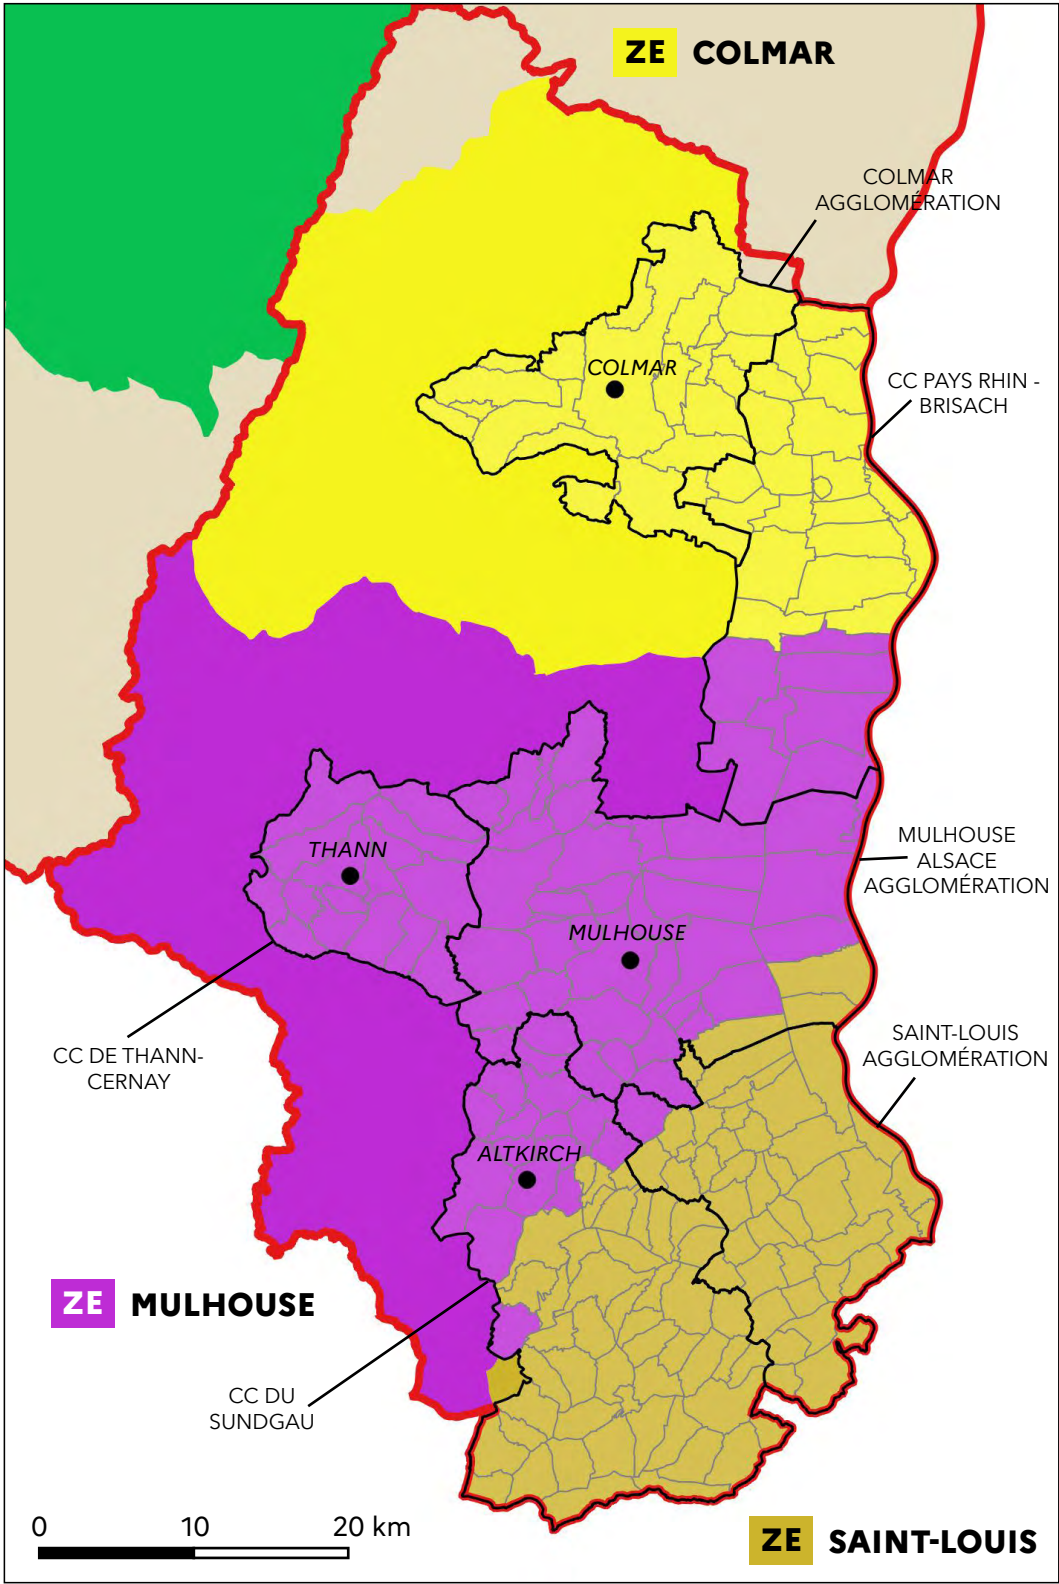 ZE COLMAR
COLMAR
AGGLOMÉRATION
COLMAR
CC PAYS RHIN -
BRISACH
THANN
MULHOUSE
ALSACE
AGGLOMÉRATION
MULHOUSE
CC DE THANN-
CERNAY
SAINT-LOUIS
AGGLOMÉRATION
ALTKIRCH
ZE MULHOUSE
CC DU
SUNDGAU
0 10 20 km
ZE SAINT-LOUIS